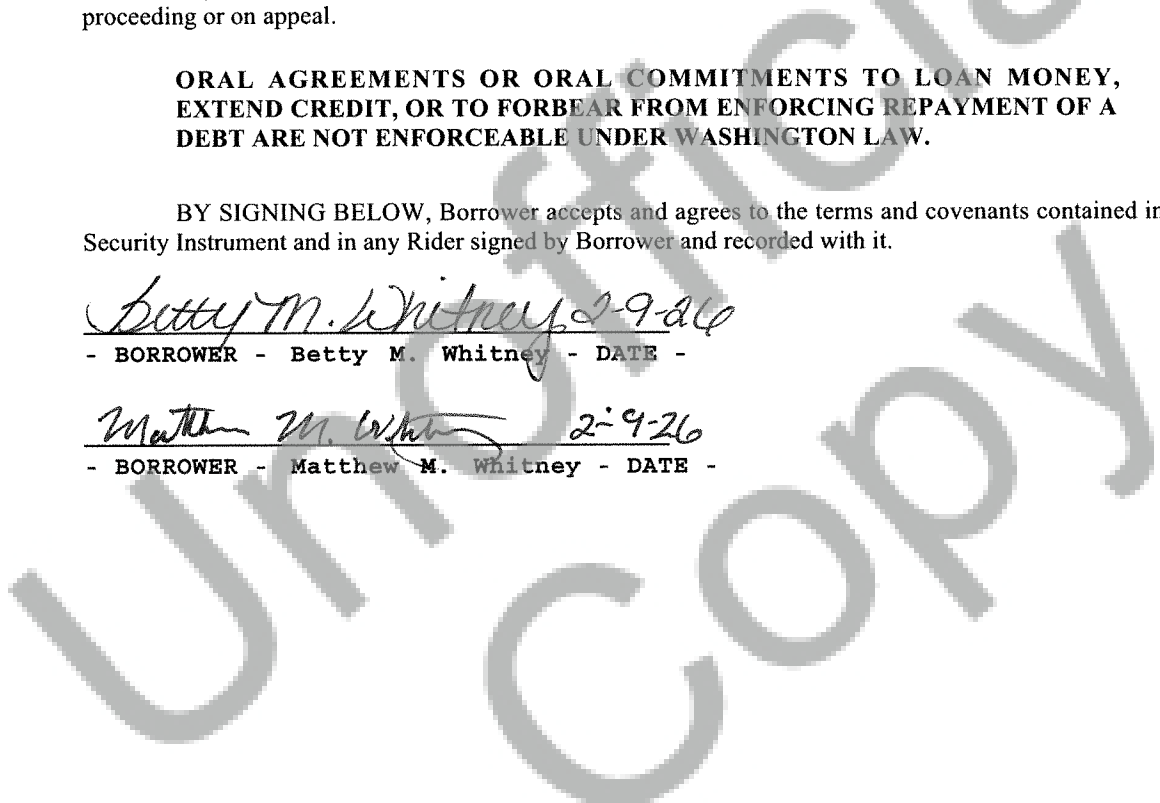 proceeding or on appeal.
ORAL AGREEMENTS OR ORAL COMMITMENTS TO LOAN MONEY,
EXTEND CREDIT, OR TO FORBEAR FROM ENFORCING REPAYMENT OF A
DEBT ARE NOT ENFORCEABLE UNDER WASHINGTON LAW.
BY SIGNING BELOW, Borrower accepts and agrees to the terms and covenants contained in
Security Instrument and in any Rider signed by Borrower and recorded with it.
Betty M. Whitney 2-9-26
- BORROWER - Betty M. Whitney - DATE -
Matthew M. Whitney 2-9-26
- BORROWER - Matthew M. Whitney - DATE -
Unofficial
Copy